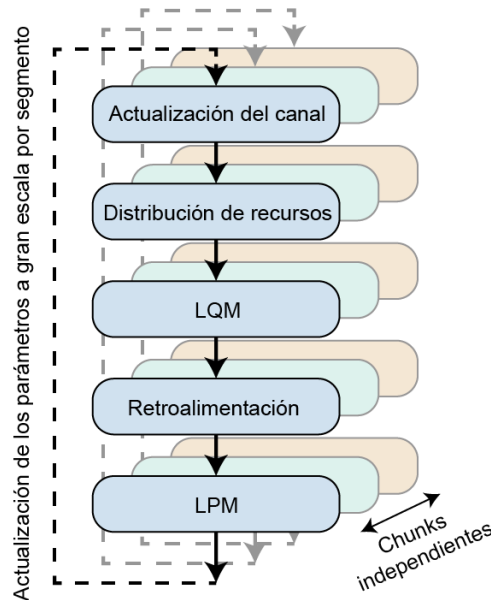 Actualización de los parámetros a gran escala por segmento
Actualización del canal
Distribución de recursos
LQM
Retroalimentación
LPM
Chunks
independientes